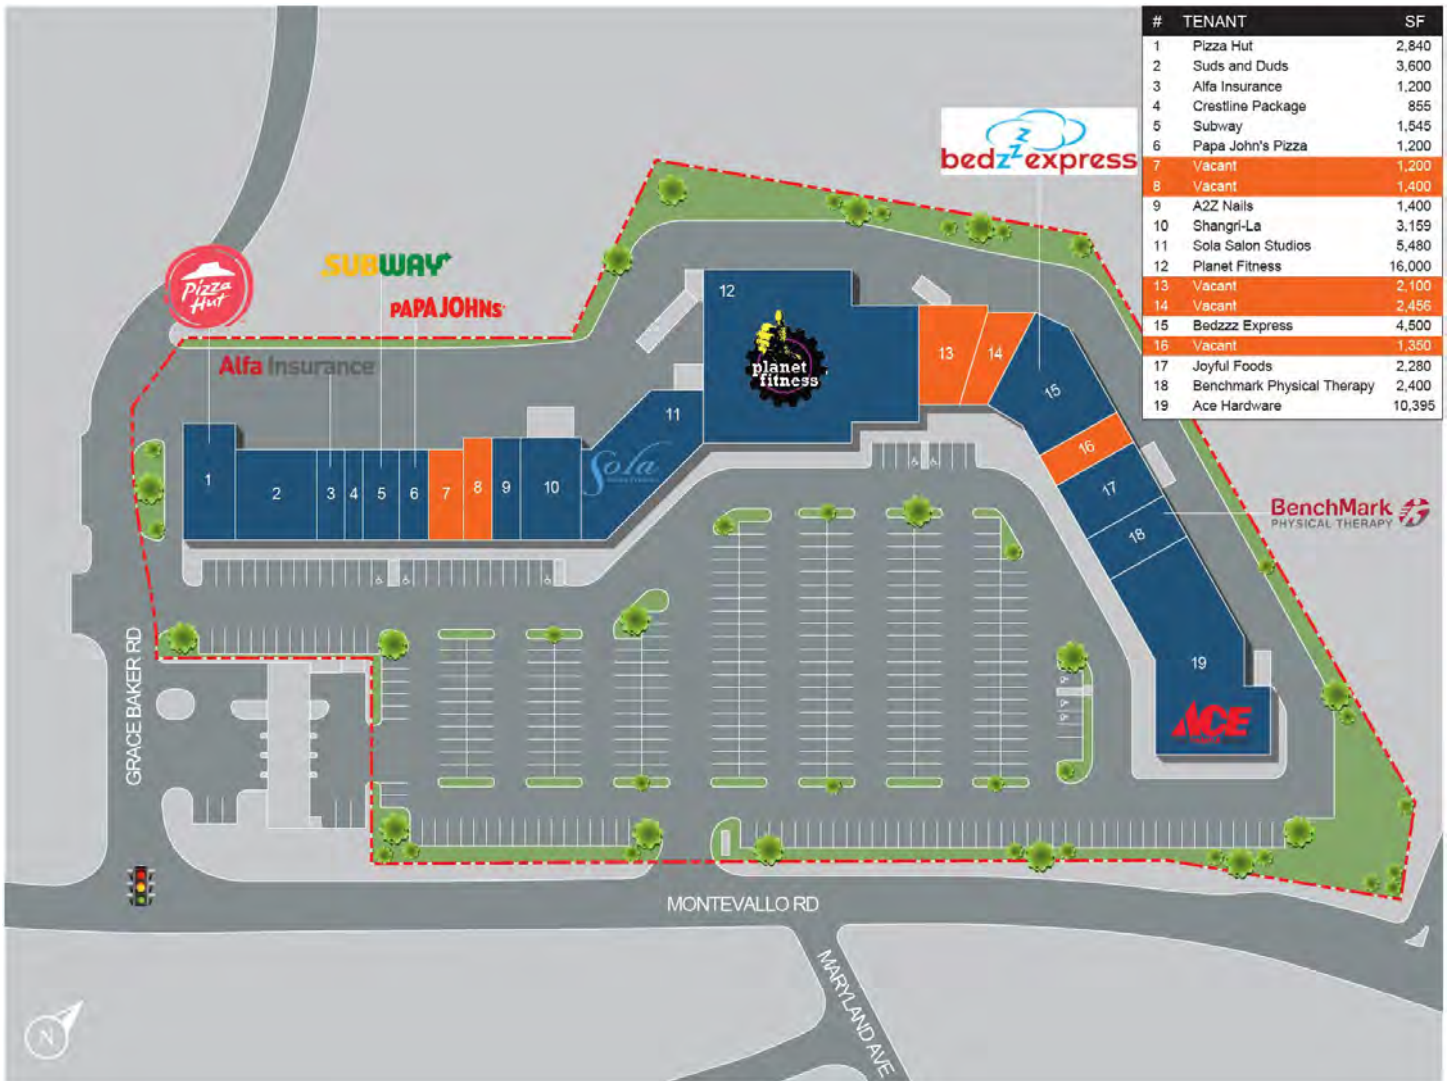 # TENANT SF
1 Pizza Hut 2,840
2 Suds and Duds 3,600
3 Alfa Insurance 1,200
4 Crestline Package 855
5 Subway 1,545
6 Papa John's Pizza 1,200
7 Vacant 1,200
8 Vacant 1,400
9 A2Z Nails 1,400
10 Shangri-La 3,159
11 Sola Salon Studios 5,480
12 Planet Fitness 16,000
13 Vacant 2,100
14 Vacant 2,456
15 Bedzzz Express 4,500
16 Vacant 1,350
17 Joyful Foods 2,280
18 Benchmark Physical Therapy 2,400
19 Ace Hardware 10,395
bedzzzexpress
Pizza
Hut
SUBWAY
PAPA JOHNS
Alfa Insurance
12
planet
fitness
13
14
15
11
Sola
16
1
2
3
4
5
6
7
8
9
10
17
18
BenchMark
PHYSICAL THERAPY
19
ACE
GRACE BAKER RD
MONTEVALLO RD
MARYLAND AVE
N